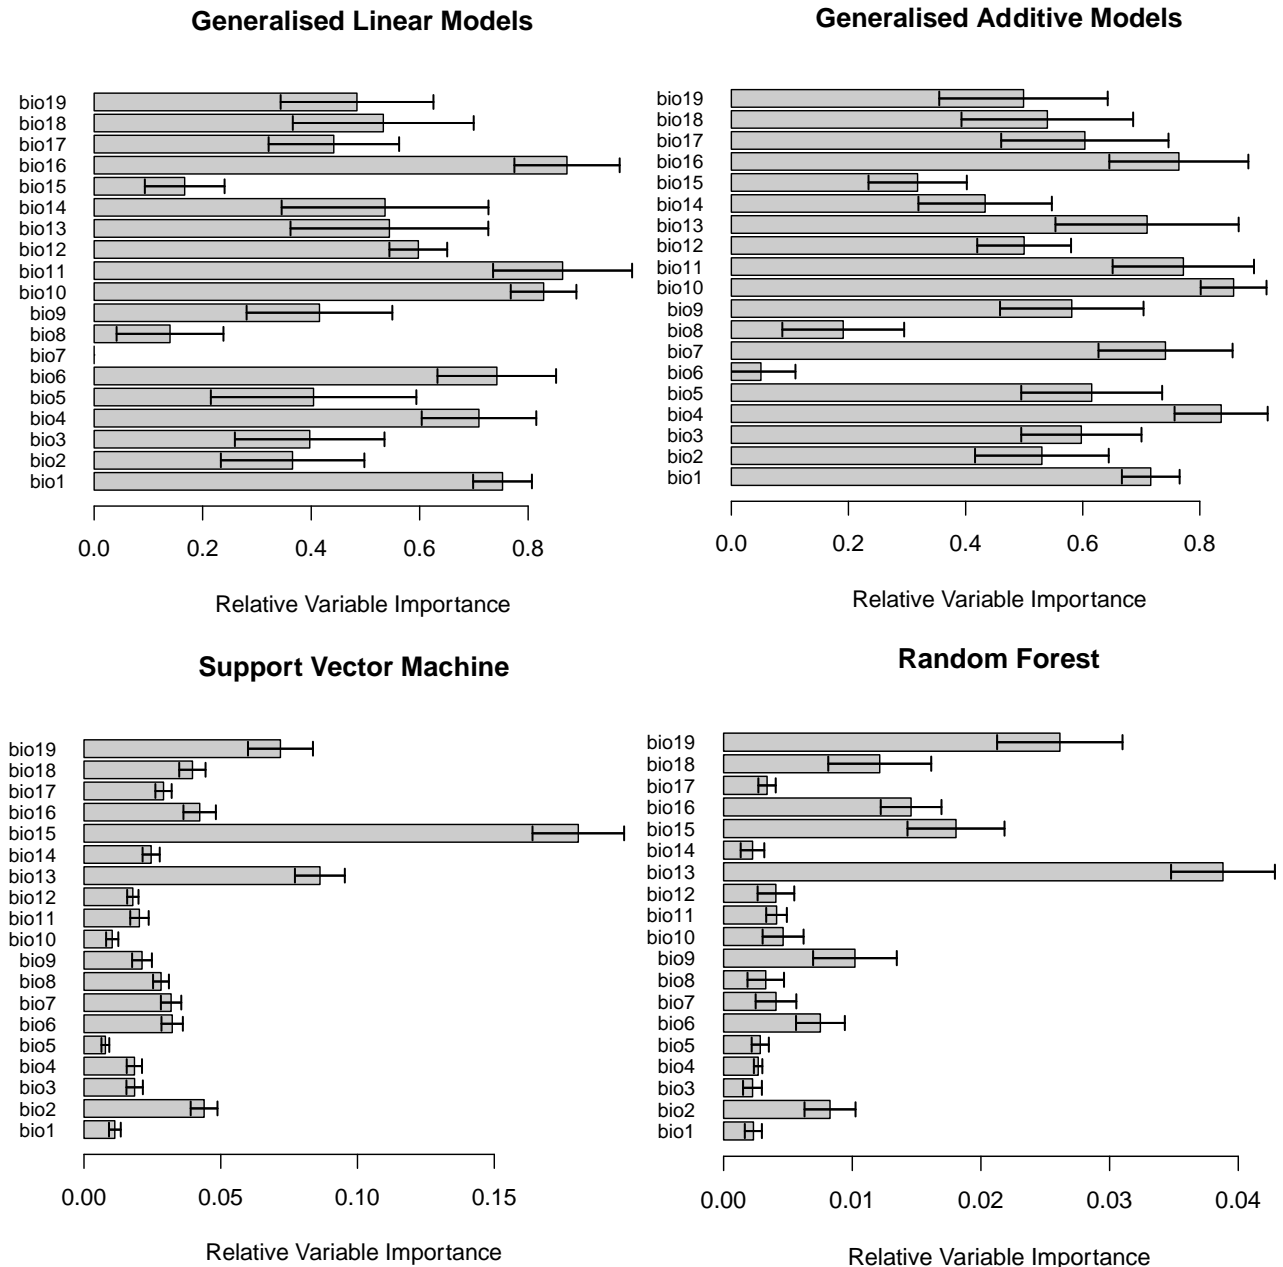 Generalised Linear Models
bio19
bio18
bio17
bio16
bio15
bio14
bio13
bio12
bio11
bio10
bio9
bio8
bio7
bio6
bio5
bio4
bio3
bio2
bio1
0.0 0.2 0.4 0.6 0.8
Relative Variable Importance
Generalised Additive Models
bio19
bio18
bio17
bio16
bio15
bio14
bio13
bio12
bio11
bio10
bio9
bio8
bio7
bio6
bio5
bio4
bio3
bio2
bio1
0.0 0.2 0.4 0.6 0.8
Relative Variable Importance
Support Vector Machine
bio19
bio18
bio17
bio16
bio15
bio14
bio13
bio12
bio11
bio10
bio9
bio8
bio7
bio6
bio5
bio4
bio3
bio2
bio1
0.00 0.05 0.10 0.15
Relative Variable Importance
Random Forest
bio19
bio18
bio17
bio16
bio15
bio14
bio13
bio12
bio11
bio10
bio9
bio8
bio7
bio6
bio5
bio4
bio3
bio2
bio1
0.00 0.01 0.02 0.03 0.04
Relative Variable Importance